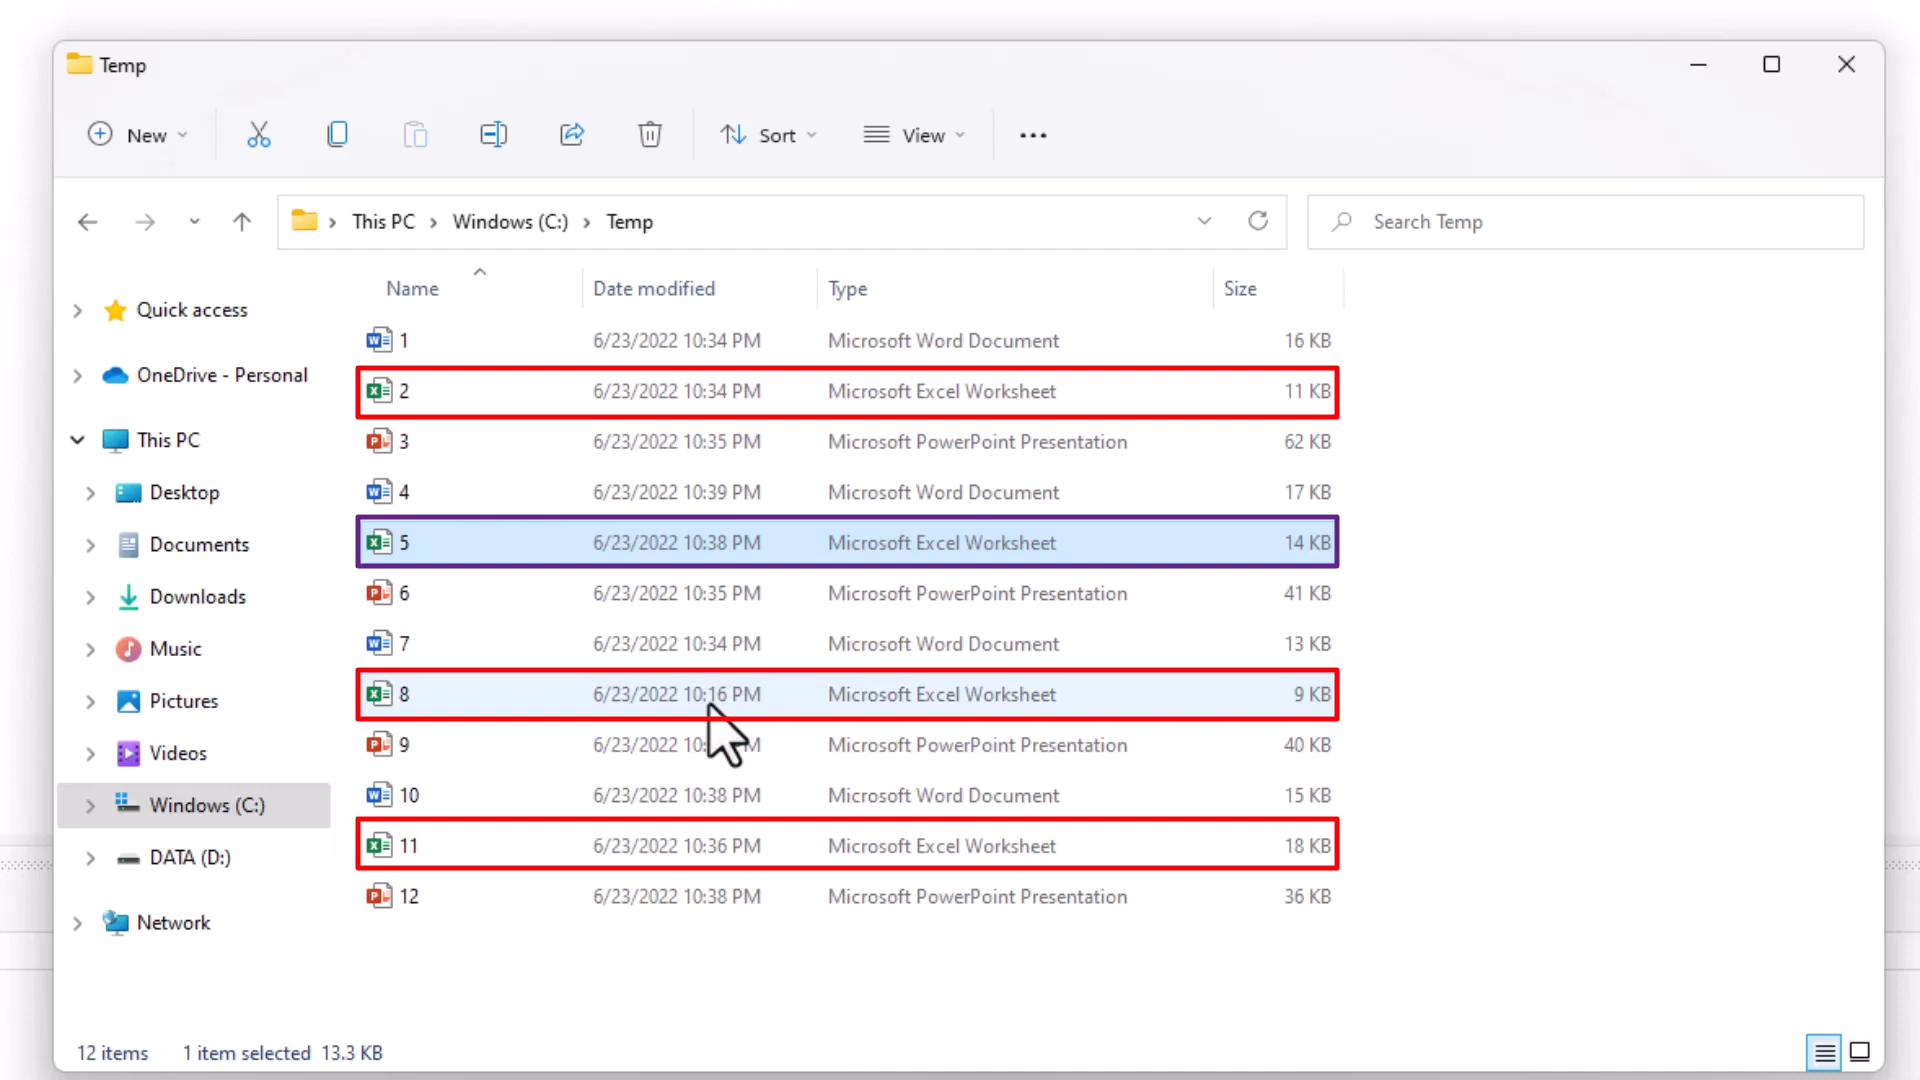 Temp
New Sort View
This PC Windows (C:) Temp Search Temp
Name Date modified Type Size
Quick access
OneDrive - Personal
This PC
Desktop
Documents
Downloads
Music
Pictures
Videos
Windows (C:)
DATA (D:)
Network
1 6/23/2022 10:34 PM Microsoft Word Document 16 KB
2 6/23/2022 10:34 PM Microsoft Excel Worksheet 11 KB
3 6/23/2022 10:35 PM Microsoft PowerPoint Presentation 62 KB
4 6/23/2022 10:39 PM Microsoft Word Document 17 KB
5 6/23/2022 10:38 PM Microsoft Excel Worksheet 14 KB
6 6/23/2022 10:35 PM Microsoft PowerPoint Presentation 41 KB
7 6/23/2022 10:34 PM Microsoft Word Document 13 KB
8 6/23/2022 10:16 PM Microsoft Excel Worksheet 9 KB
9 6/23/2022 Microsoft PowerPoint Presentation 40 KB
10 6/23/2022 10:38 PM Microsoft Word Document 15 KB
11 6/23/2022 10:36 PM Microsoft Excel Worksheet 18 KB
12 6/23/2022 10:38 PM Microsoft PowerPoint Presentation 36 KB
12 items 1 item selected 13.3 KB